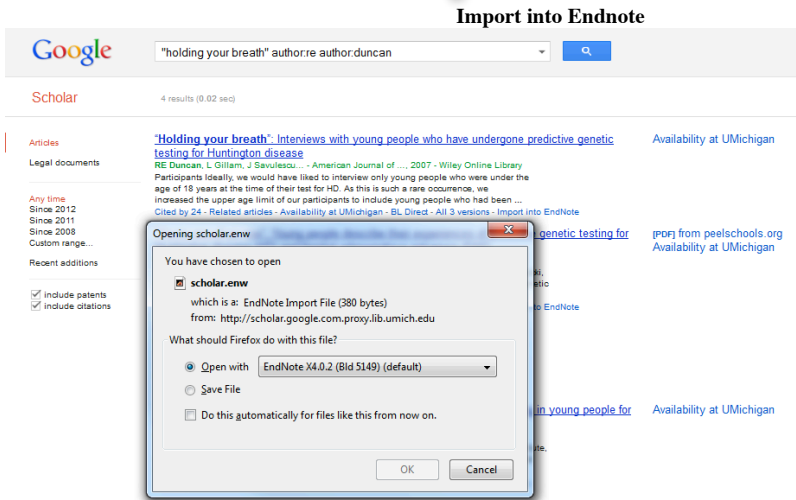 Import into Endnote
Google
"holding your breath" author:re author:duncan
Scholar
4 results (0.02 sec)
Articles
Legal documents
Any time
Since 2012
Since 2011
Since 2008
Custom range...
Recent additions
include patents
include citations
"Holding your breath": Interviews with young people who have undergone predictive genetic
testing for Huntington disease
RE Duncan, L Gillam, J Savulescu... - American Journal of ..., 2007 - Wiley Online Library
Participants Ideally, we would have liked to interview only young people who were under the
age of 18 years at the time of their test for HD. As this is such a rare occurrence, we
increased the upper age limit of our participants to include young people who had been ...
Cited by 24 - Related articles - Availability at UMichigan - BL Direct - All 3 versions - Import into EndNote
Availability at UMichigan
genetic testing for
[PDF] from peelschools.org
Availability at UMichigan
ki,
etic
to EndNote
in young people for
Availability at UMichigan
ute,
Opening scholar.enw
You have chosen to open
scholar.enw
which is a: EndNote Import File (380 bytes)
from: http://scholar.google.com.proxy.lib.umich.edu
What should Firefox do with this file?
Open with EndNote X4.0.2 (Bld 5149) (default)
Save File
Do this automatically for files like this from now on.
OK Cancel